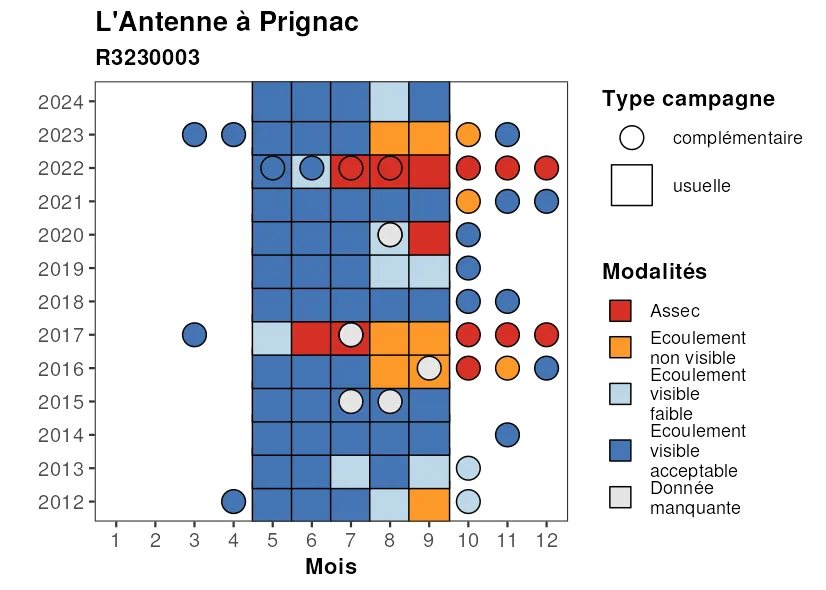 L'Antenne à Prignac
R3230003
2024
2023
2022
2021
2020
2019
2018
2017
2016
2015
2014
2013
2012
1 2 3 4 5 6 7 8 9 10 11 12
Mois
Type campagne
complémentaire
usuelle
Modalités
Assec
Ecoulement
non visible
Ecoulement
visible
faible
Ecoulement
visible
acceptable
Donnée
manquante